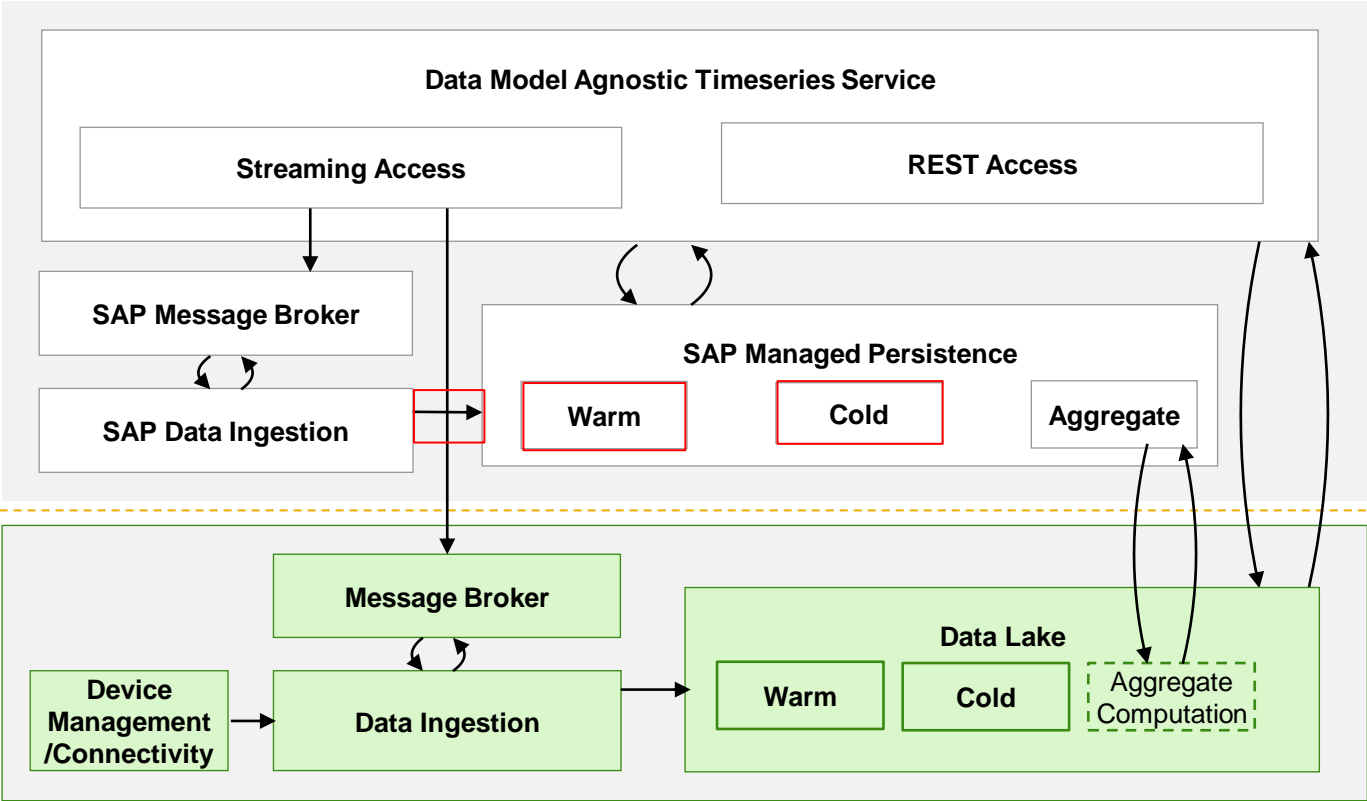 Data Model Agnostic Timeseries Service
Streaming Access
REST Access
SAP Message Broker
SAP Managed Persistence
SAP Data Ingestion
Warm
Cold
Aggregate
Message Broker
Data Lake
Device
Management
/Connectivity
Data Ingestion
Warm
Cold
Aggregate
Computation